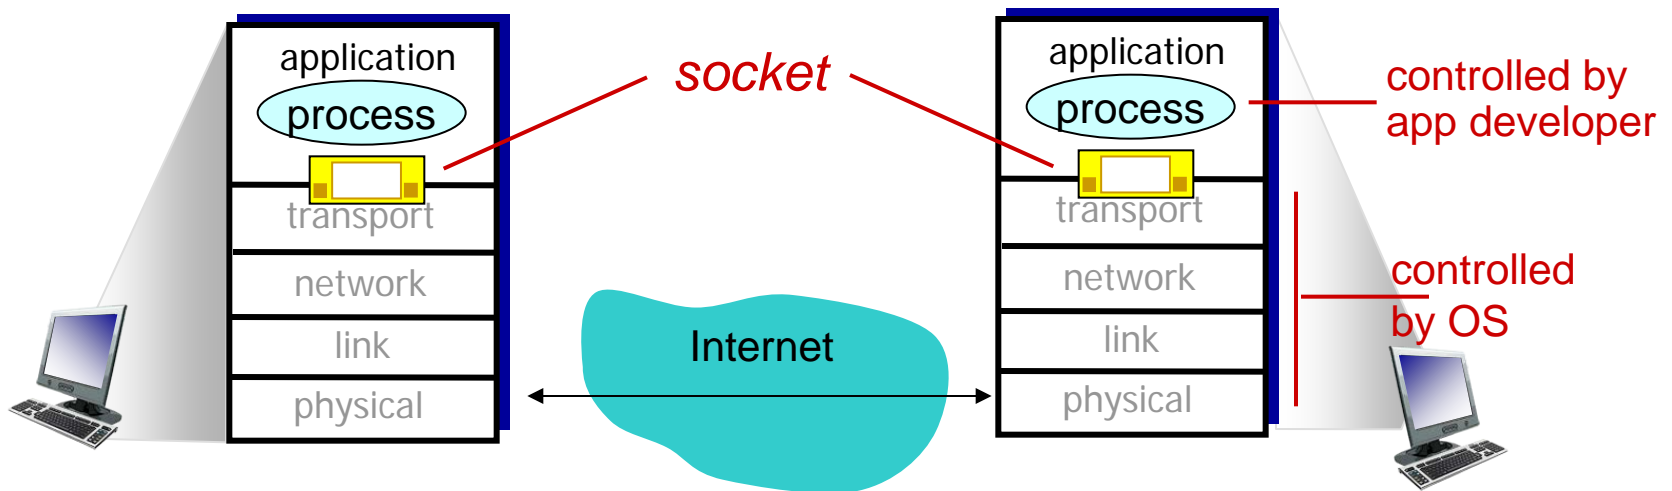 application
process
transport
network
link
physical
socket
Internet
application
process
transport
network
link
physical
controlled by
app developer
controlled
by OS